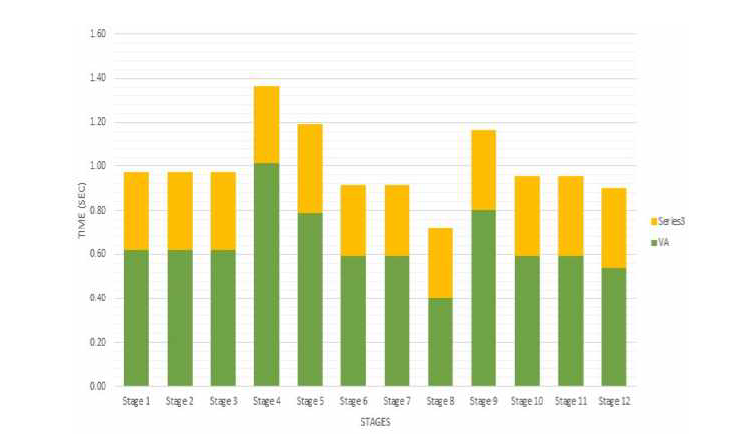 1.60
1.40
1.20
1.00
0.80
0.60
0.40
0.20
0.00
TIME (SEC)
Stage 1 Stage 2 Stage 3 Stage 4 Stage 5 Stage 6 Stage 7 Stage 8 Stage 9 Stage 10 Stage 11 Stage 12
STAGES
Series3
VA